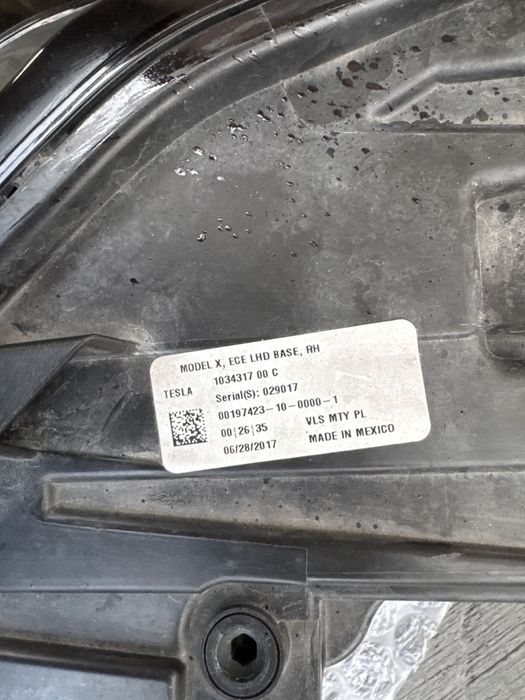 MODEL X, ECE LHD BASE, RH
TESLA 1034317 00 C
Serial(S): 029017
00197423-10-0000-1
00|26|35 VLS MTY PL
06/28/2017 MADE IN MEXICO